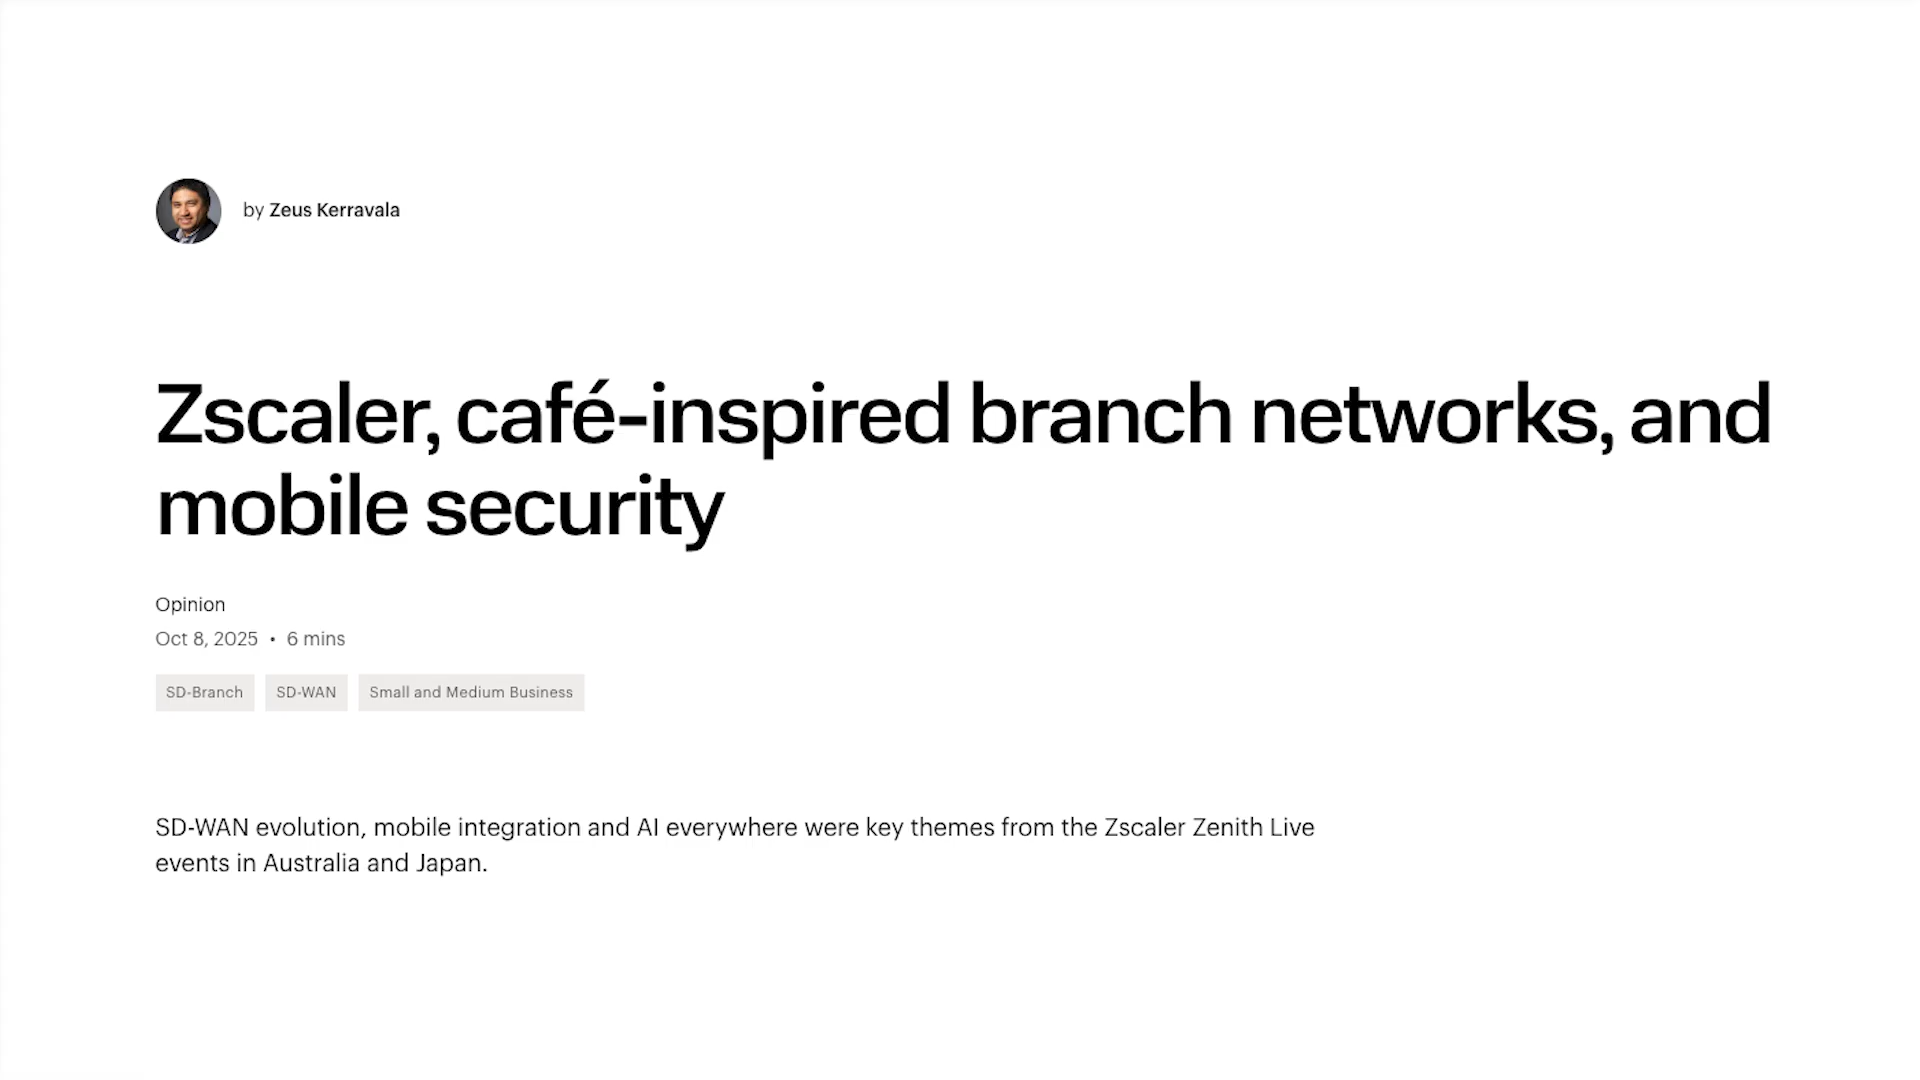 by Zeus Kerravala
Zscaler, café-inspired branch networks, and
mobile security
Opinion
Oct 8, 2025 • 6 mins
SD-Branch SD-WAN Small and Medium Business
SD-WAN evolution, mobile integration and AI everywhere were key themes from the Zscaler Zenith Live
events in Australia and Japan.